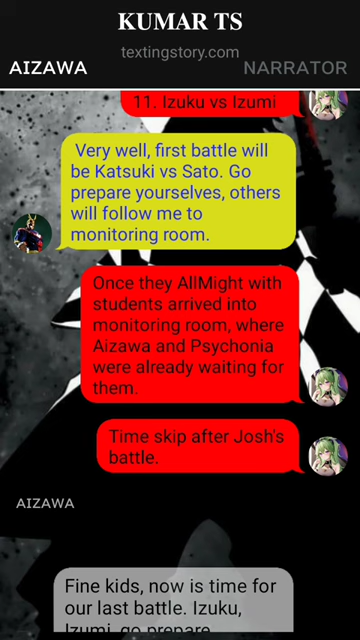 KUMAR TS
textingstory.com
AIZAWA
NARRATOR
11. Izuku vs Izumi
Very well, first battle will
be Katsuki vs Sato. Go
prepare yourselves, others
will follow me to
monitoring room.
Once they AllMight with
students arrived into
monitoring room, where
Aizawa and Psychonia
were already waiting for
them.
Time skip after Josh's
battle.
AIZAWA
Fine kids, now is time for
our last battle. Izuku,
Izumi, go prepare